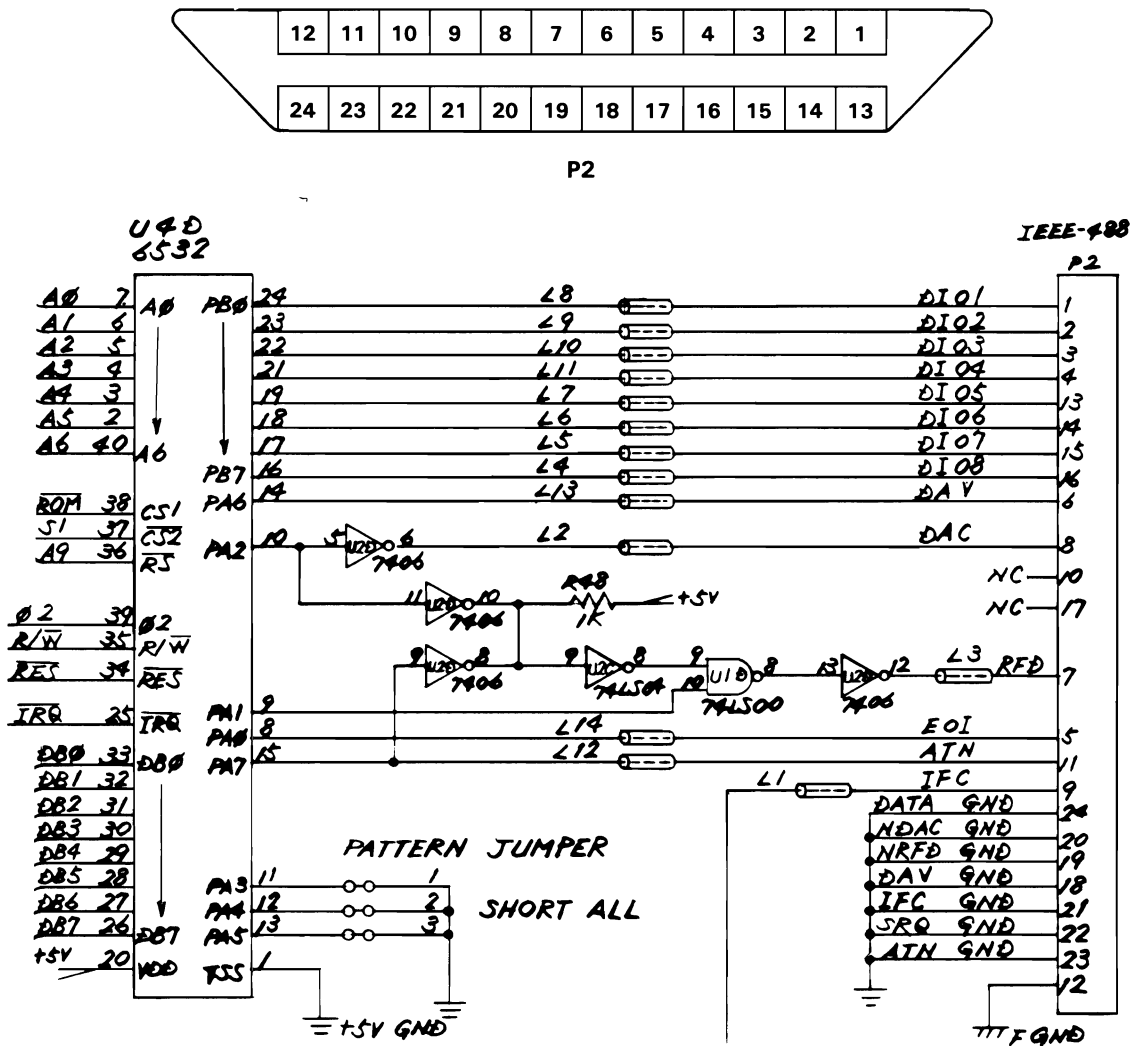 12 11 10 9 8 7 6 5 4 3 2 1
24 23 22 21 20 19 18 17 16 15 14 13
P2
U4D
6532
IEEE-488
P2
A0 7 A0 PB0 24 L8 DIO1 1
A1 6 23 L9 DIO2 2
A2 5 22 L10 DIO3 3
A3 4 21 L11 DIO4 4
A4 3 19 L7 DIO5 13
A5 2 18 L6 DIO6 14
A6 40 A6 17 L5 DIO7 15
PB7 16 L4 DIO8 16
ROM 38 CS1 PA6 14 L13 DAV 6
S1 37 CS2
A9 36 RS PA2 10 5 U2D 6 L2 DAC 8
7406
NC 10
R48 +5V
11 U2D 10 1K NC 17
7406
Ø2 39 Ø2
R/W 35 R/W
RES 34 RES
9 U2D 8 9 U2C 8 9 10 U1D 8 13 U2D 12 L3 RFD 7
7406 74LS04 74LS00 7406
IRQ 25 IRQ PA1 9
PA0 8 L14 EOI 5
DB0 33 DB0 PA7 15 L12 ATN 11
DB1 32 L1 IFC 9
DB2 31 DATA GND 24
DB3 30 NDAC GND 20
DB4 29 NRFD GND 19
DB5 28 DAV GND 18
DB6 27 IFC GND 21
DB7 26 DB7 SRQ GND 22
ATN GND 23
PATTERN JUMPER
SHORT ALL
PA3 11 1
PA4 12 2
PA5 13 3
+5V 20 VDD VSS 1 12
+5V GND
F GND